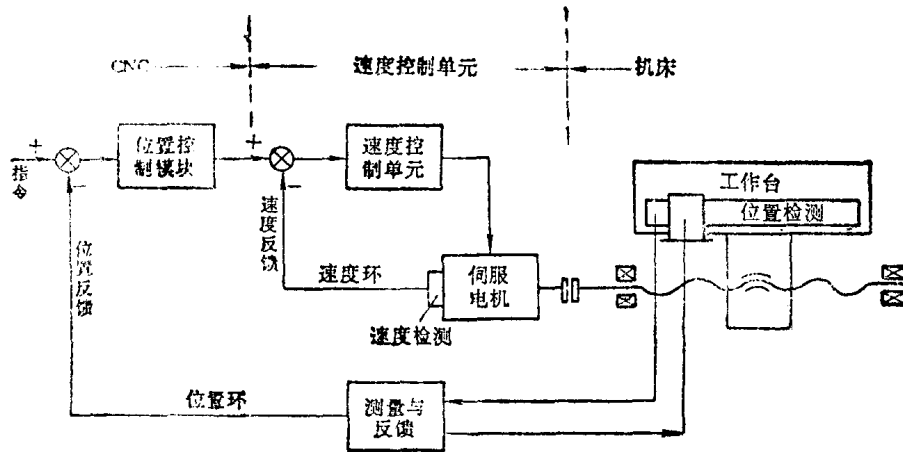 CNC
速度控制单元
机床
+
指令
-
位置控
制模块
+
-
速度控
制单元
工作台
位置检测
位置反馈
速度反馈
速度环
伺服
电机
速度检测
位置环
测量与
反馈